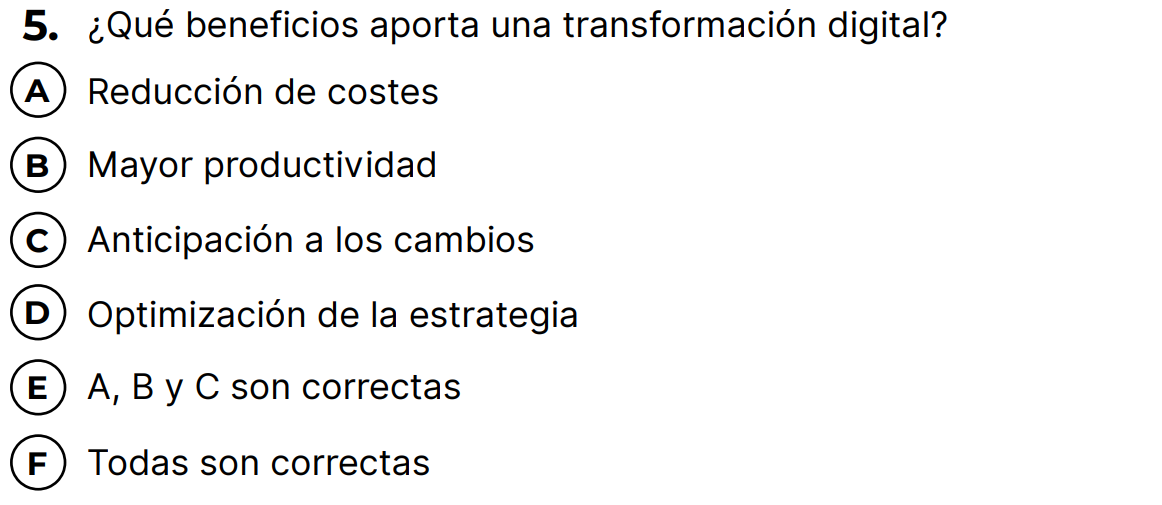 5. ¿Qué beneficios aporta una transformación digital?
A Reducción de costes
B Mayor productividad
C Anticipación a los cambios
D Optimización de la estrategia
E A, B y C son correctas
F Todas son correctas